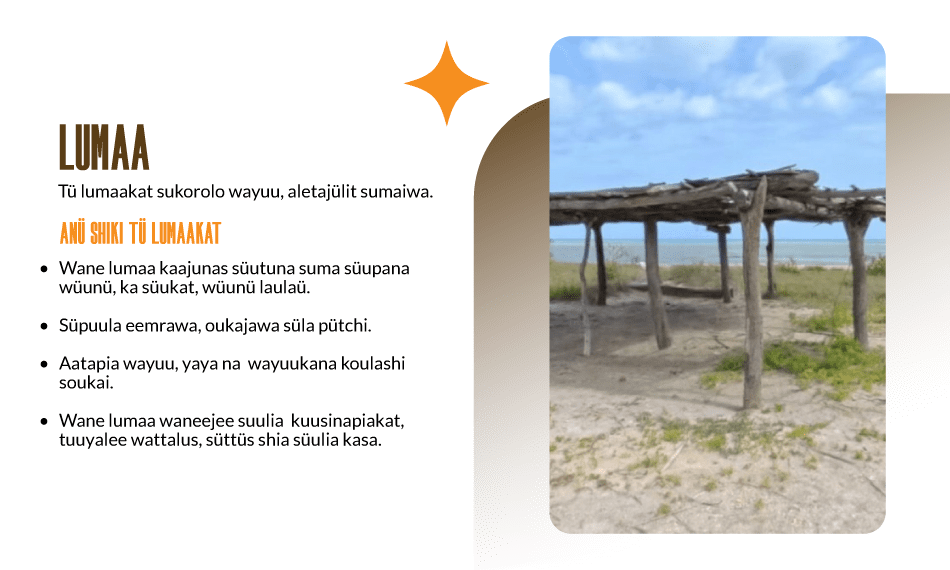 LUMAA
Tü lumaakat sukorolo wayuu, aletajülit sumaiwa.
ANÜ SHIKI TÜ LUMAAKAT
• Wane lumaa kaajunas süutuna suma süupana
wüunü, ka süukat, wüunü laulaü.
• Süpuula eemrawa, oukajawa süla pütchi.
• Aatapia wayuu, yaya na wayuukana koulashi
soukai.
• Wane lumaa waneejee suulia kuusinapiakat,
tuuyalee wattalus, süttüs shia süulia kasa.